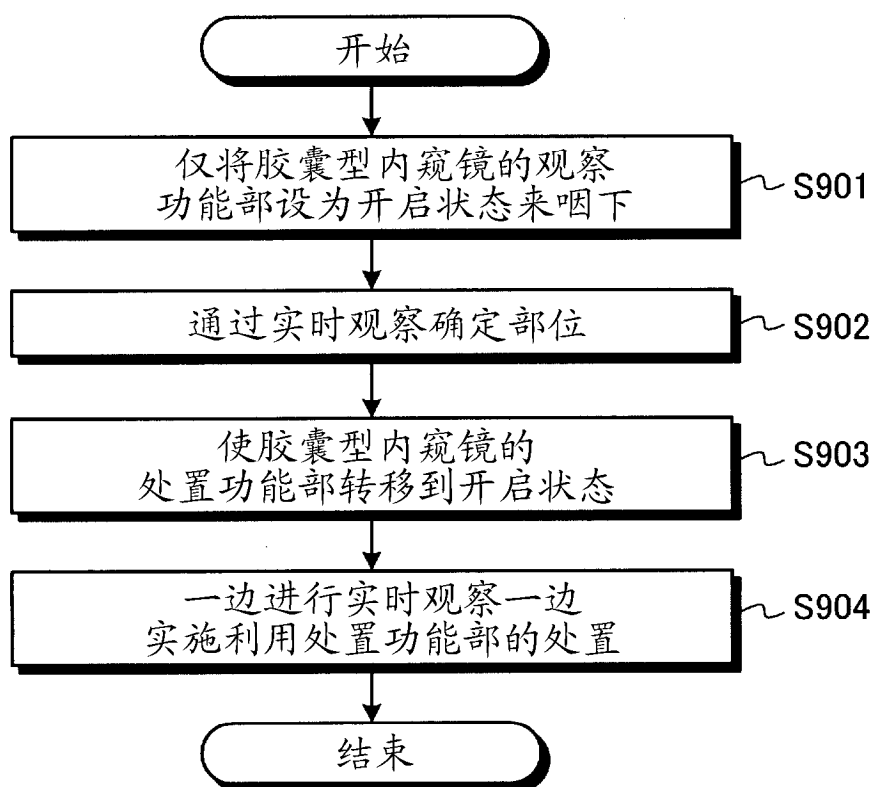 开始
仅将胶囊型内窥镜的观察
功能部设为开启状态来咽下
S901
通过实时观察确定部位
S902
使胶囊型内窥镜的
处置功能部转移到开启状态
S903
一边进行实时观察一边
实施利用处置功能部的处置
S904
结束